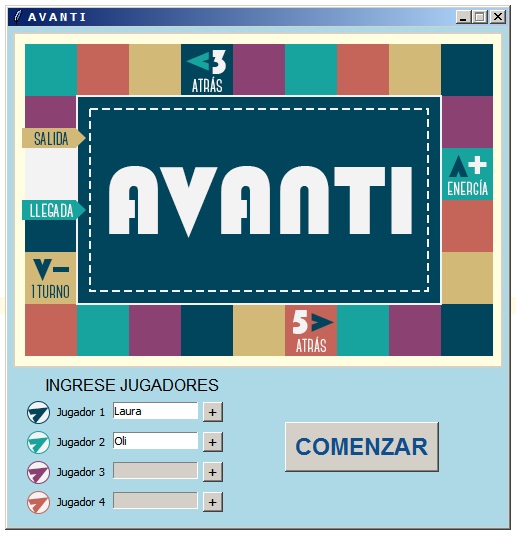 AVANTI
<3
ATRÁS
SALIDA
AVANTI
+
ENERGÍA
LLEGADA
-
1 TURNO
5>
ATRÁS
INGRESE JUGADORES
Jugador 1 Laura +
Jugador 2 Oli +
Jugador 3 +
Jugador 4 +
COMENZAR